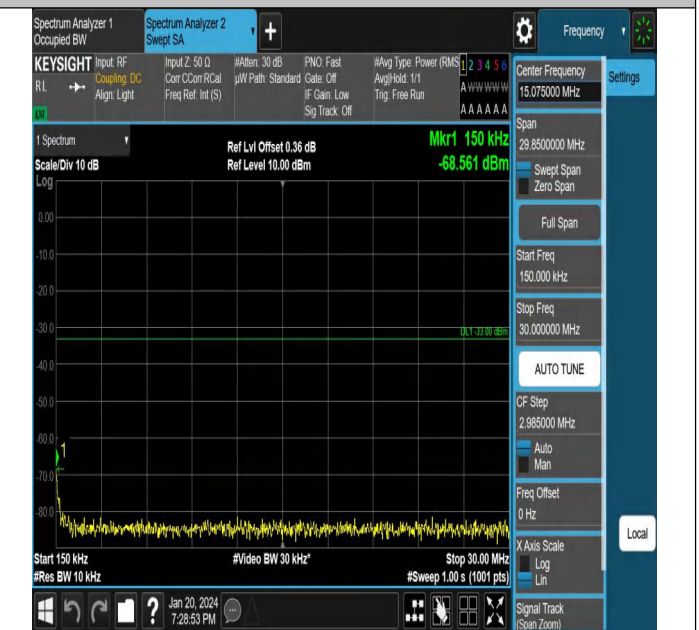 Spectrum Analyzer 1
Occupied BW
Spectrum Analyzer 2
Swept SA
+
Frequency
KEYSIGHT
RL
LXI
Input: RF
Coupling: DC
Align: Light
Input Z: 50 Ω
Corr CCorr RCal
Freq Ref: Int (S)
#Atten: 30 dB
µW Path: Standard
PNO: Fast
Gate: Off
IF Gain: Low
Sig Track: Off
#Avg Type: Power (RMS
Avg|Hold: 1/1
Trig: Free Run
1 2 3 4 5 6
A W W W W W
A A A A A A
Center Frequency
15.075000 MHz
Settings
1 Spectrum
Scale/Div 10 dB
Log
Ref Lvl Offset 0.36 dB
Ref Level 10.00 dBm
Mkr1 150 kHz
-68.561 dBm
Span
29.8500000 MHz
Swept Span
Zero Span
Full Span
Start Freq
150.000 kHz
Stop Freq
30.000000 MHz
AUTO TUNE
CF Step
2.985000 MHz
Auto
Man
Freq Offset
0 Hz
X Axis Scale
Log
Lin
Signal Track
(Span Zoom)
Local
0.00
-10.0
-20.0
-30.0
DL1 -33.00 dBm
-40.0
-50.0
-60.0
1
-70.0
-80.0
Start 150 kHz
#Res BW 10 kHz
#Video BW 30 kHz*
Stop 30.00 MHz
#Sweep 1.00 s (1001 pts)
?
Jan 20, 2024
7:28:53 PM